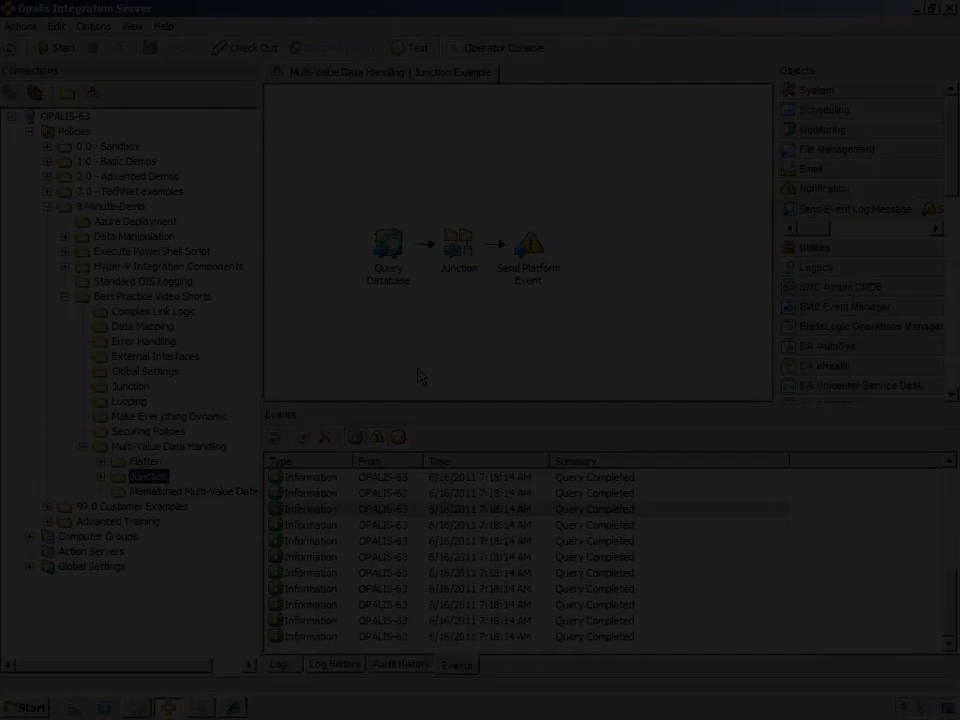 Opalis Integration Server
Actions Edit Options View Help
Start Check Out Test Operator Console
Connections
Multi-Value Data Handling | Junction Example
Objects
OPALIS-63
Policies
0.0 - Sandbox
1.0 - Basic Demos
2.0 - Advanced Demos
3.0 - TechNet examples
8-Minute-Demo
Azure Deployment
Data Manipulation
Execute PowerShell Script
Hyper-V Integration Components
Standard OIS Logging
Best Practice Video Shorts
Complex Link Logic
Data Mapping
Error Handling
External Interfaces
Global Settings
Junction
Looping
Make Everything Dynamic
Securing Policies
Multi-Value Data Handling
Flatten
Junction
Mismatched Multi-Value Date
99.0 Customer Examples
Advanced Training
Computer Groups
Action Servers
Global Settings
Query
Database
Junction
Send Platform
Event
System
Scheduling
Monitoring
File Management
Email
Notification
Send Event Log Message S
Utilities
Legacy
BMC Atrium CMDB
BMC Event Manager
BladeLogic Operations Manager
CA AutoSys
CA eHealth
CA Unicenter Service Desk
Events
Type From Time Summary
Information OPALIS-63 6/16/2011 7:18:14 AM Query Completed
Information OPALIS-63 6/16/2011 7:18:14 AM Query Completed
Information OPALIS-63 6/16/2011 7:18:14 AM Query Completed
Information OPALIS-63 6/16/2011 7:18:14 AM Query Completed
Information OPALIS-63 6/16/2011 7:18:14 AM Query Completed
Information OPALIS-63 6/16/2011 7:18:14 AM Query Completed
Information OPALIS-63 6/16/2011 7:18:14 AM Query Completed
Information OPALIS-63 6/16/2011 7:18:14 AM Query Completed
Information OPALIS-63 6/16/2011 7:18:14 AM Query Completed
Information OPALIS-63 6/16/2011 7:18:14 AM Query Completed
Information OPALIS-63 6/16/2011 7:18:14 AM Query Completed
Log Log History Audit History Events
Start